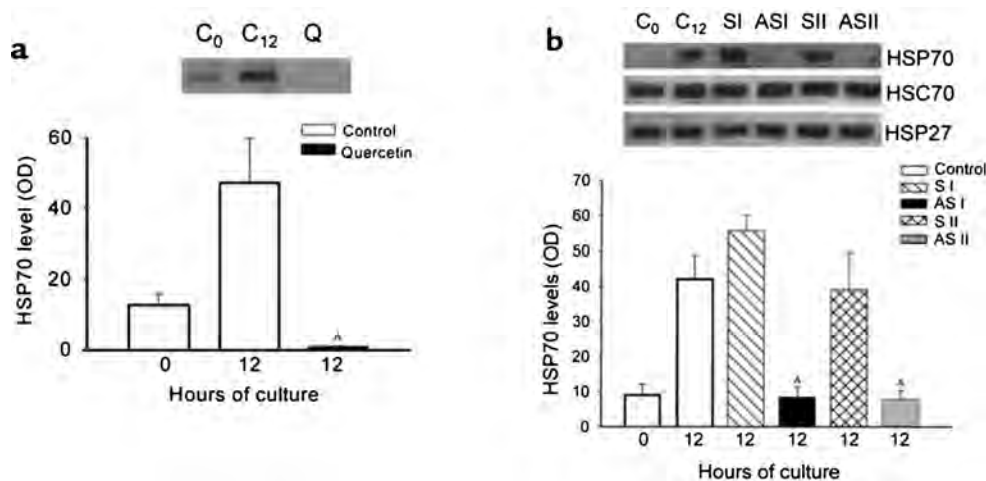 a
C₀ C₁₂ Q
Control
Quercetin
HSP70 level (OD)
60
40
20
0
0 12 12
Hours of culture
^
b
C₀ C₁₂ SI ASI SII ASII
HSP70
HSC70
HSP27
Control
S I
AS I
S II
AS II
HSP70 levels (OD)
70
60
50
40
30
20
10
0
^ ^
0 12 12 12 12 12
Hours of culture